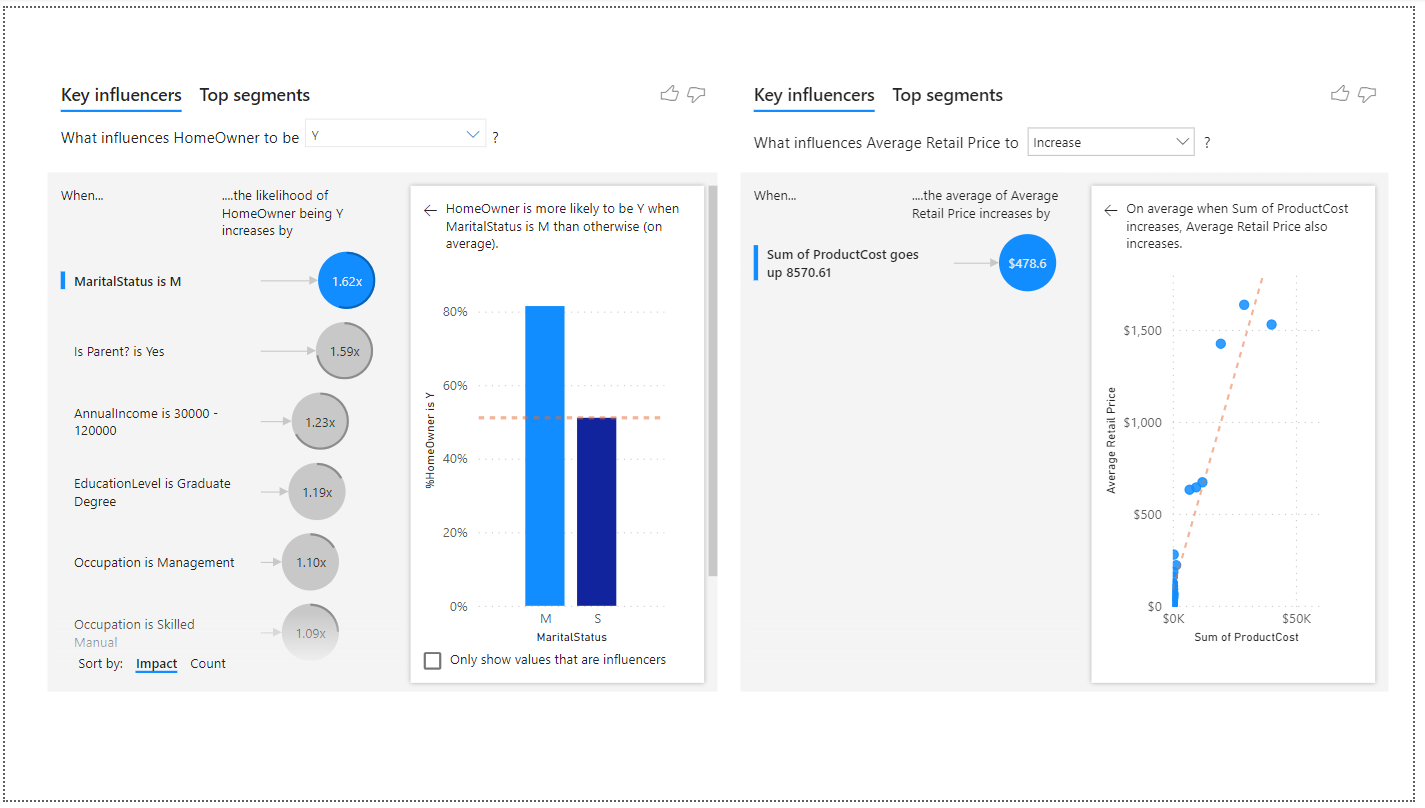 Key influencers Top segments
What influences HomeOwner to be Y ?
When...
....the likelihood of
HomeOwner being Y
increases by
MaritalStatus is M
1.62x
Is Parent? is Yes
1.59x
AnnualIncome is 30000 -
120000
1.23x
EducationLevel is Graduate
Degree
1.19x
Occupation is Management
1.10x
Occupation is Skilled
Manual
1.09x
Sort by: Impact Count
HomeOwner is more likely to be Y when
MaritalStatus is M than otherwise (on
average).
%HomeOwner is Y
80%
60%
40%
20%
0%
M S
MaritalStatus
Only show values that are influencers
Key influencers Top segments
What influences Average Retail Price to Increase ?
When...
....the average of Average
Retail Price increases by
Sum of ProductCost goes
up 8570.61
$478.6
On average when Sum of ProductCost
increases, Average Retail Price also
increases.
Average Retail Price
$1,500
$1,000
$500
$0
$0K $50K
Sum of ProductCost